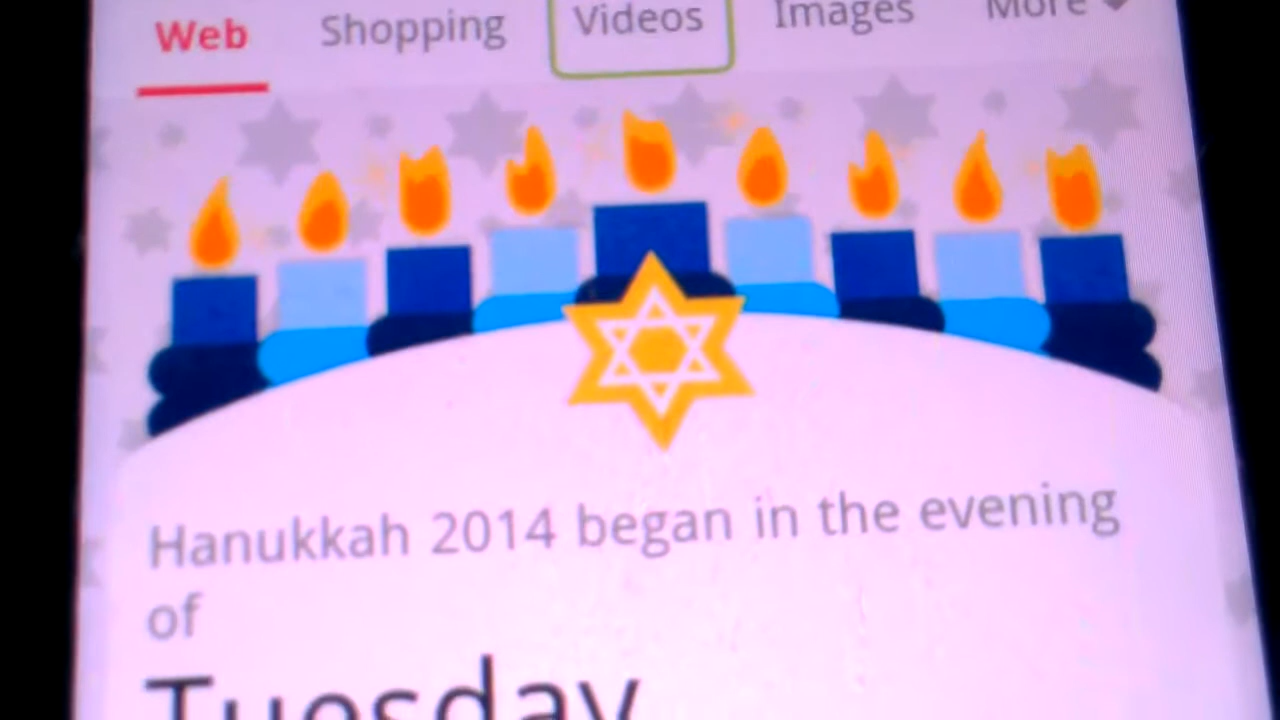 Web Shopping Videos Images More
Hanukkah 2014 began in the evening
of
Tuesday